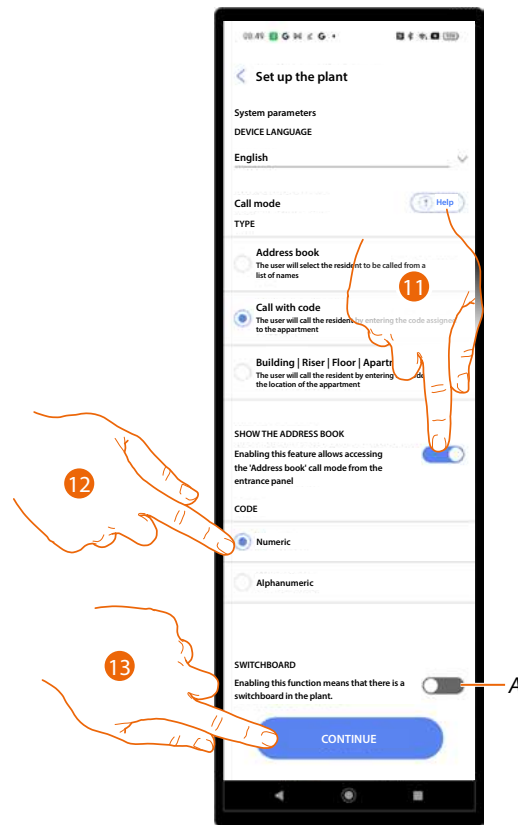 08:49
Set up the plant
System parameters
DEVICE LANGUAGE
English
Call mode
Help
TYPE
Address book
The user will select the resident to be called from a
list of names
11
Call with code
The user will call the resident by entering the code assigned
to the appartment
Building | Riser | Floor | Apartm
The user will call the resident by entering
the location of the appartment
SHOW THE ADDRESS BOOK
Enabling this feature allows accessing
the 'Address book' call mode from the
entrance panel
12
CODE
Numeric
Alphanumeric
13
SWITCHBOARD
Enabling this function means that there is a
switchboard in the plant.
A
CONTINUE